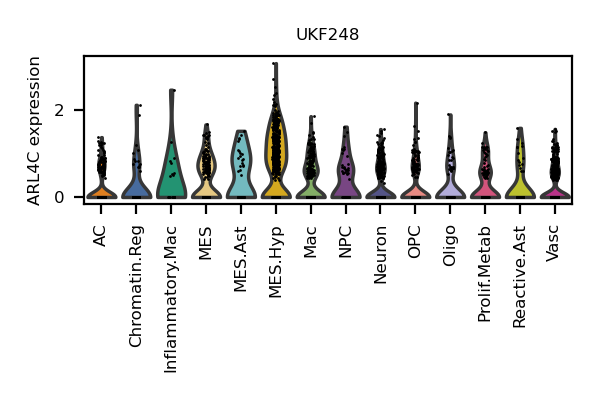 UKF248
ARL4C expression
2
0
AC
Chromatin.Reg
Inflammatory.Mac
MES
MES.Ast
MES.Hyp
Mac
NPC
Neuron
OPC
Oligo
Prolif.Metab
Reactive.Ast
Vasc